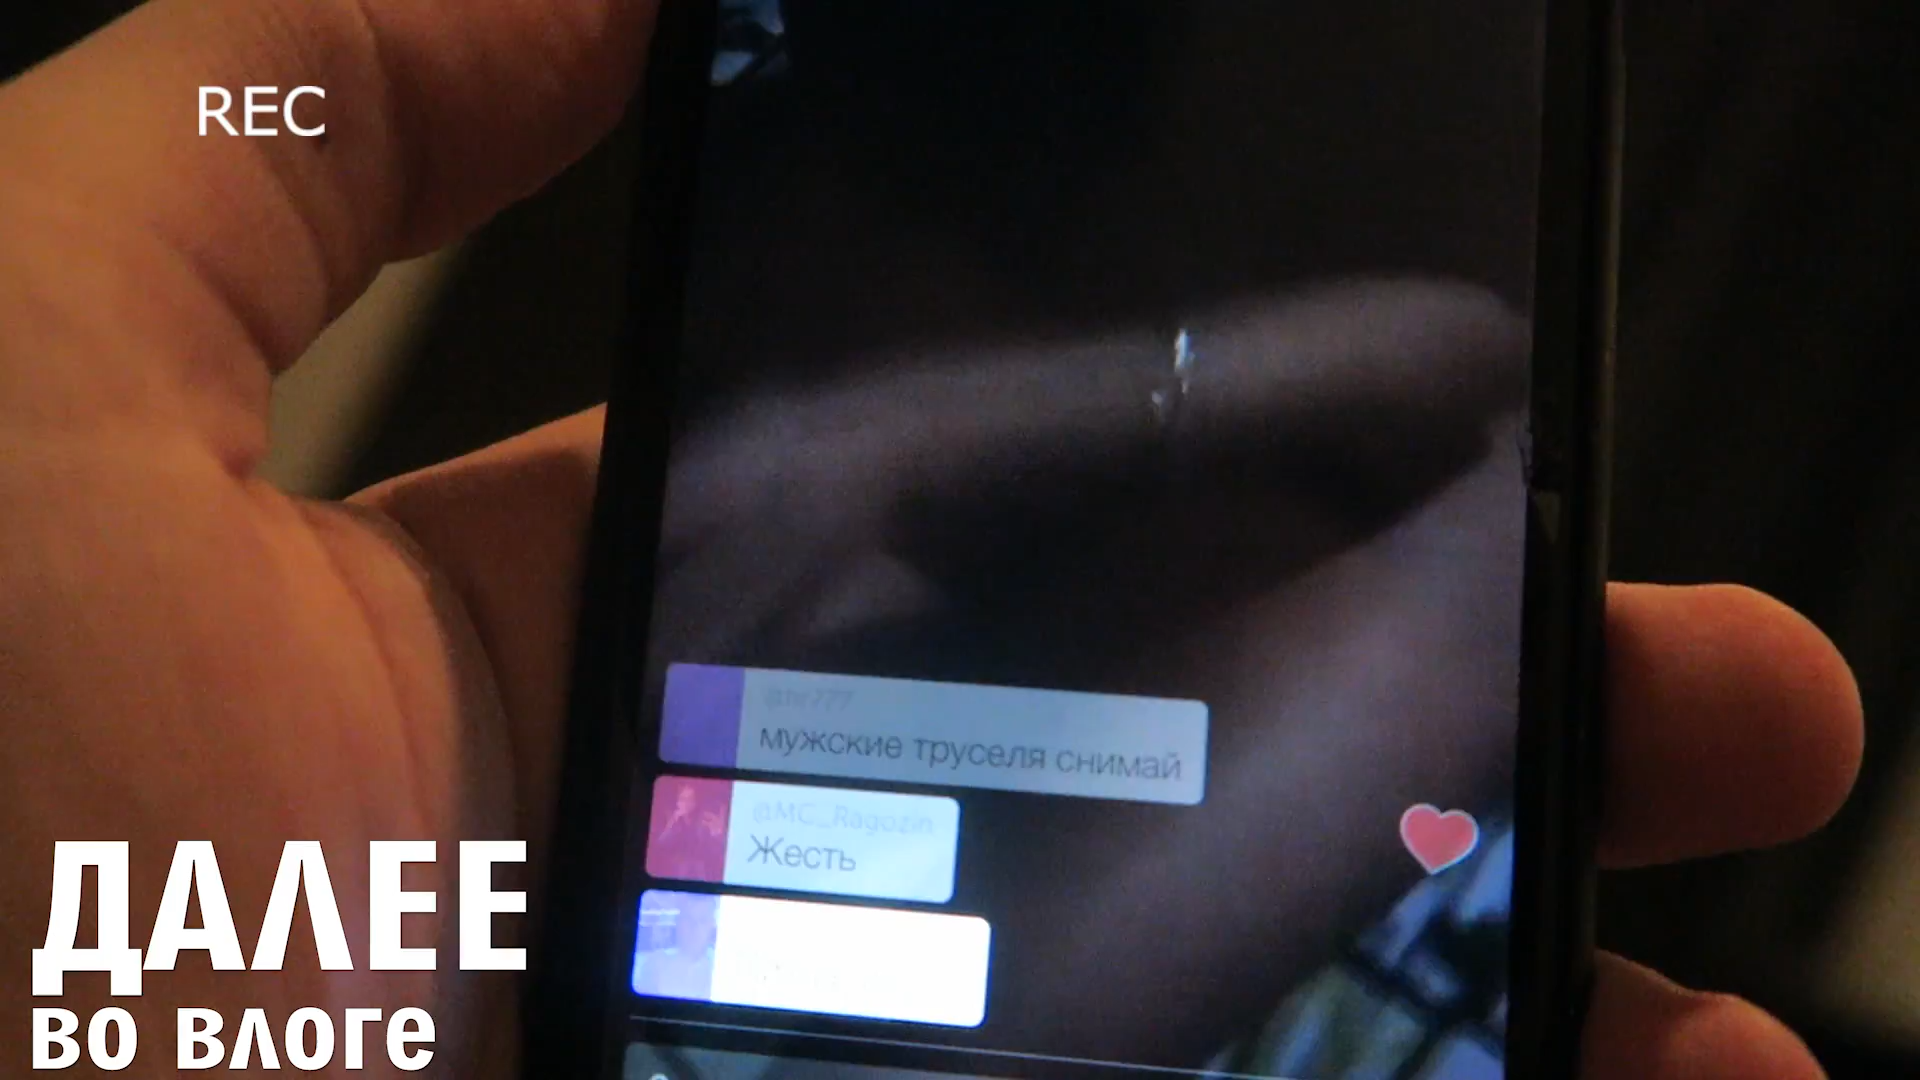 REC
мужские труселя снимай
@MC_Ragozin
Жесть
ДАЛЕЕ
во влоге